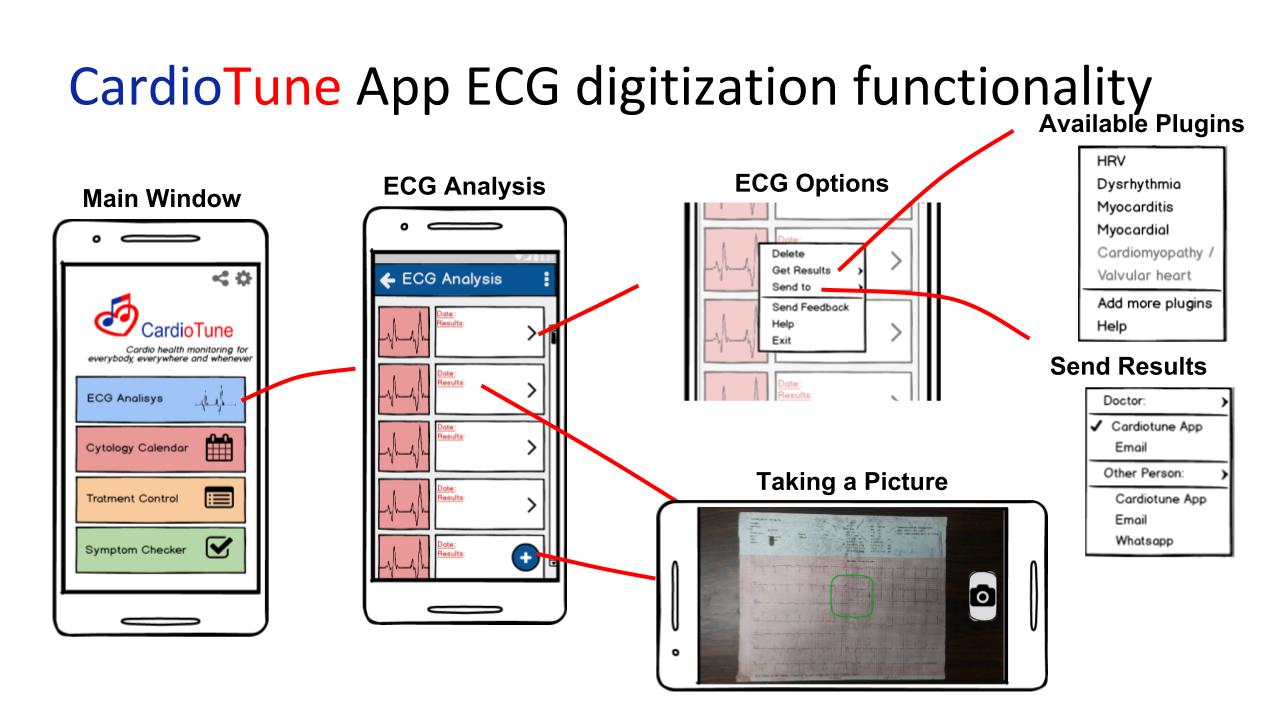 CardioTune App ECG digitization functionality
Main Window
CardioTune
Cardio health monitoring for
everybody, everywhere and whenever
ECG Analisys
Cytology Calendar
Tratment Control
Symptom Checker
ECG Analysis
ECG Analysis
Date:
Results:
Date:
Results:
Date:
Results:
Date:
Results:
Date:
Results:
ECG Options
Date:
Delete
Get Results
Send to
Send Feedback
Help
Exit
Date:
Results:
Available Plugins
HRV
Dysrhythmia
Myocarditis
Myocardial
Cardiomyopathy /
Valvular heart
Add more plugins
Help
Send Results
Doctor:
Cardiotune App
Email
Other Person:
Cardiotune App
Email
Whatsapp
Taking a Picture